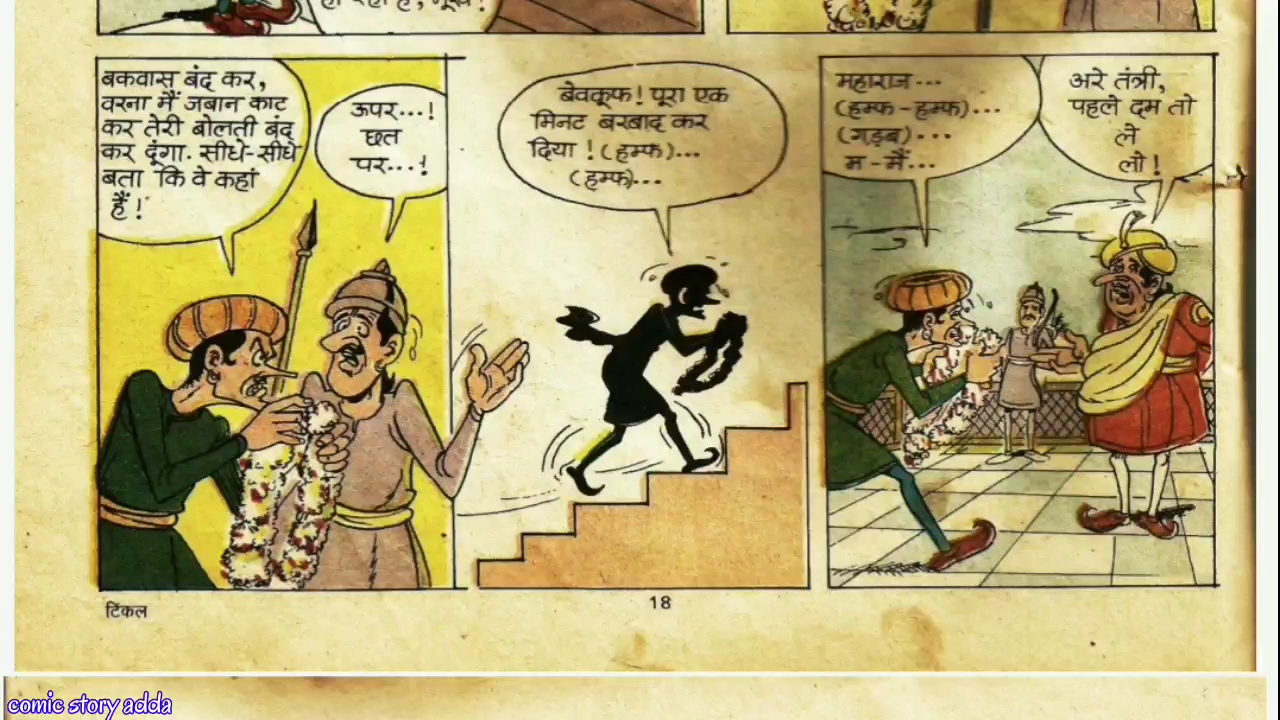 हो रहा है, मूर्ख!
बकवास बंद कर,
वरना मैं जबान काट
कर तेरी बोलती बंद
कर दूंगा. सीधे-सीधे
बता कि वे कहां
हैं!
ऊपर...!
छत
पर...!
बेवकूफ! पूरा एक
मिनट बरबाद कर
दिया! (हम्फ)...
(हम्फ)...
महाराज...
(हम्फ-हम्फ)...
(गड़ब)...
म-मैं...
अरे तंत्री,
पहले दम तो
ले
लो!
टिंकल
18
comic story adda